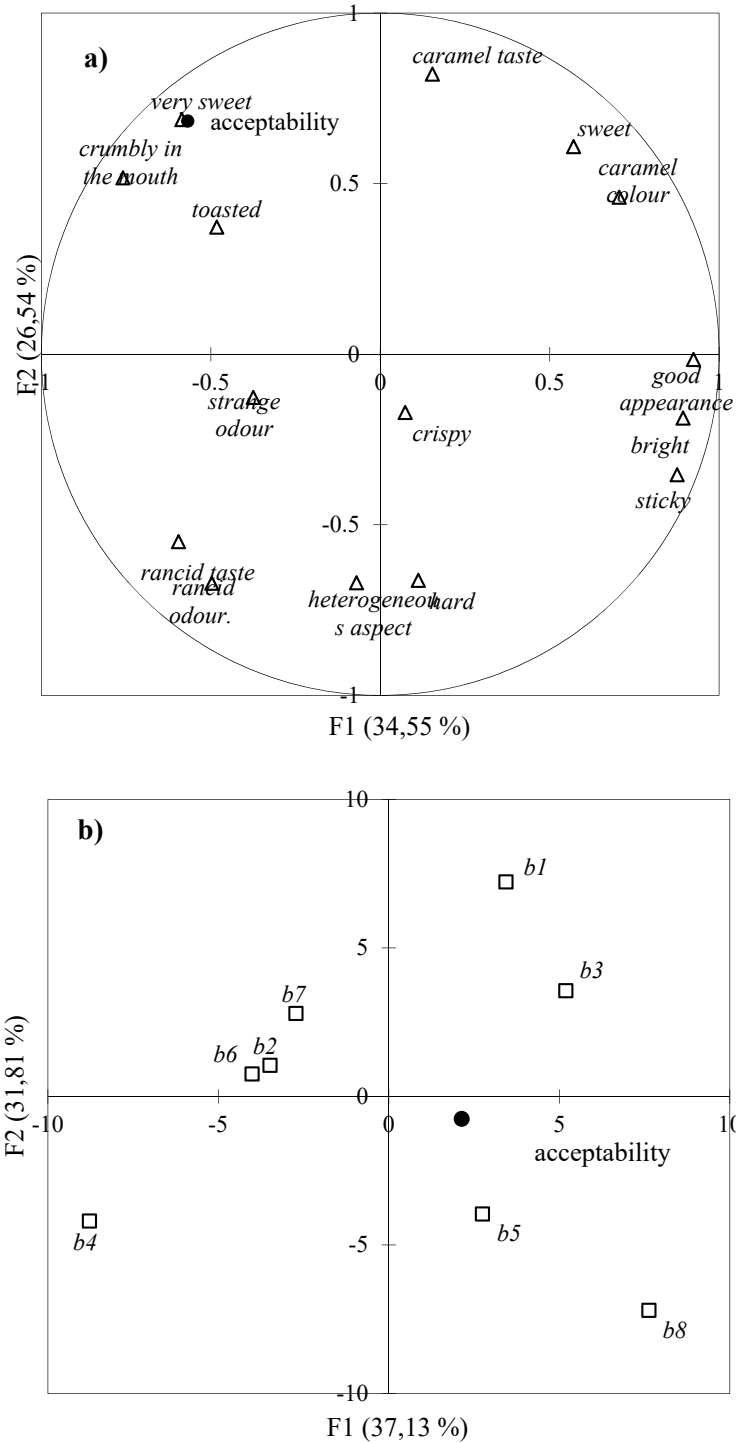 1
a)
caramel taste
very sweet
acceptability
sweet
crumbly in
the mouth
caramel
colour
0.5
toasted
F2 (26,54 %)
0
-1
-0.5
0.5
1
good
appearance
strange
odour
crispy
bright
sticky
-0.5
rancid taste
rancid
odour.
heterogeneou
s aspect
hard
-1
F1 (34,55 %)
10
b)
b1
b3
5
b7
b6
b2
F2 (31,81 %)
0
-10
-5
0
5
10
acceptability
b5
b4
-5
b8
-10
F1 (37,13 %)